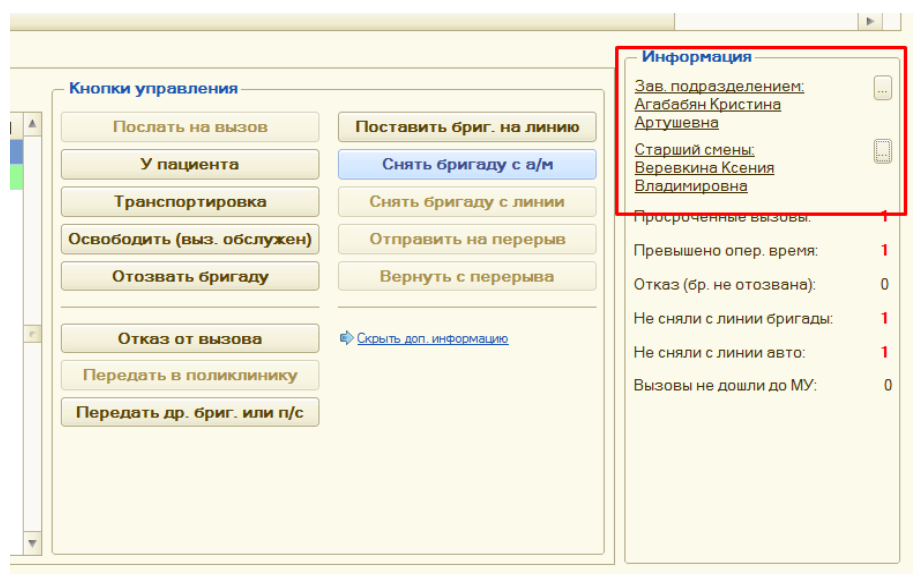 Кнопки управления
Послать на вызов
Поставить бриг. на линию
У пациента
Снять бригаду с а/м
Транспортировка
Снять бригаду с линии
Освободить (выз. обслужен)
Отправить на перерыв
Отозвать бригаду
Вернуть с перерыва
Отказ от вызова
Скрыть доп. информацию
Передать в поликлинику
Передать др. бриг. или п/с
Информация
Зав. подразделением:
...
Агабабян Кристина
Артушевна
Старший смены:
...
Веревкина Ксения
Владимировна
Просроченные вызовы: 1
Превышено опер. время: 1
Отказ (бр. не отозвана): 0
Не сняли с линии бригады: 1
Не сняли с линии авто: 1
Вызовы не дошли до МУ: 0